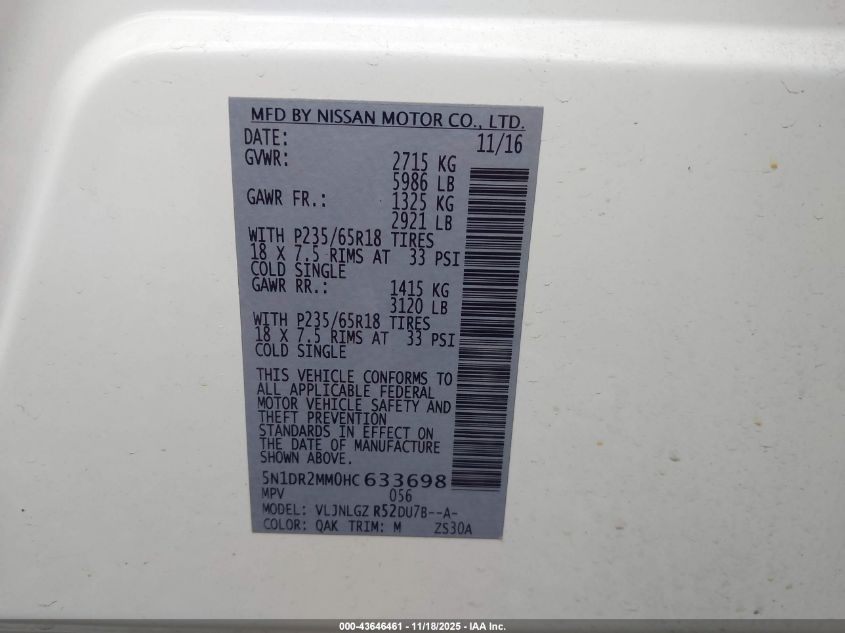 MFD BY NISSAN MOTOR CO., LTD.
DATE: 11/16
GVWR: 2715 KG
5986 LB
GAWR FR.: 1325 KG
2921 LB
WITH P235/65R18 TIRES
18 X 7.5 RIMS AT 33 PSI
COLD SINGLE
GAWR RR.: 1415 KG
3120 LB
WITH P235/65R18 TIRES
18 X 7.5 RIMS AT 33 PSI
COLD SINGLE
THIS VEHICLE CONFORMS TO
ALL APPLICABLE FEDERAL
MOTOR VEHICLE SAFETY AND
THEFT PREVENTION
STANDARDS IN EFFECT ON
THE DATE OF MANUFACTURE
SHOWN ABOVE.
5N1DR2MM0HC 633698
MPV 056
MODEL: VLJNLGZ R52DU7B--A-
COLOR: QAK TRIM: M ZS30A
000-43646461 - 11/18/2025 - IAA Inc.